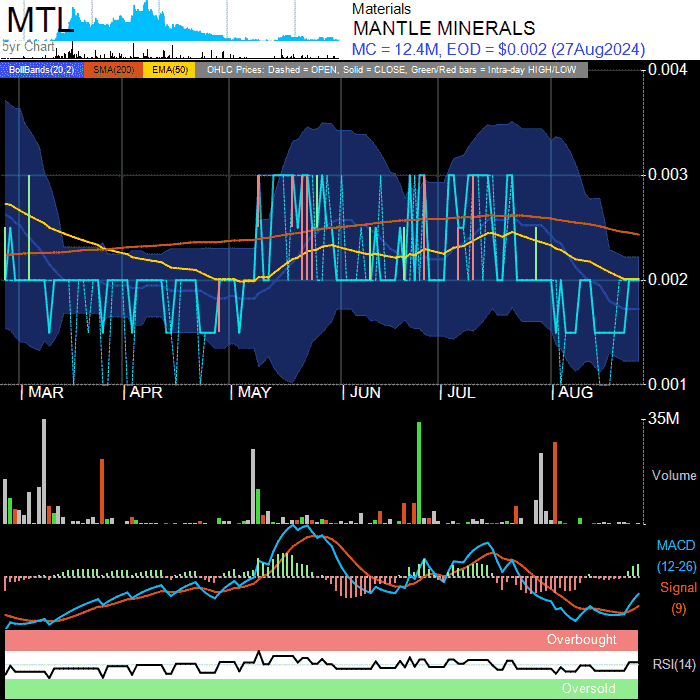 MTL
5yr Chart
Materials
MANTLE MINERALS
MC = 12.4M, EOD = $0.002 (27Aug2024)
BollBands(20,2) SMA(200) EMA(50) OHLC Prices: Dashed = OPEN, Solid = CLOSE, Green/Red bars = Intra-day HIGH/LOW
0.004
0.003
0.002
0.001
MAR APR MAY JUN JUL AUG
35M
Volume
MACD
(12-26)
Signal
(9)
Overbought
RSI(14)
Oversold